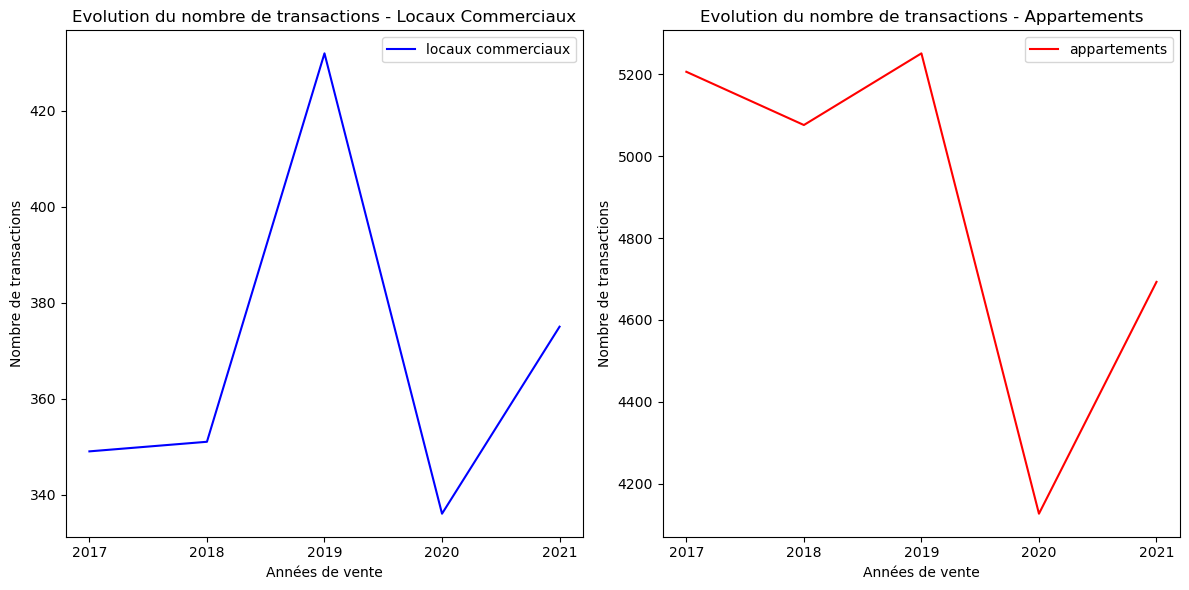 Evolution du nombre de transactions - Locaux Commerciaux
locaux commerciaux
420
400
380
360
340
Nombre de transactions
2017 2018 2019 2020 2021
Années de vente
Evolution du nombre de transactions - Appartements
appartements
5200
5000
4800
4600
4400
4200
Nombre de transactions
2017 2018 2019 2020 2021
Années de vente